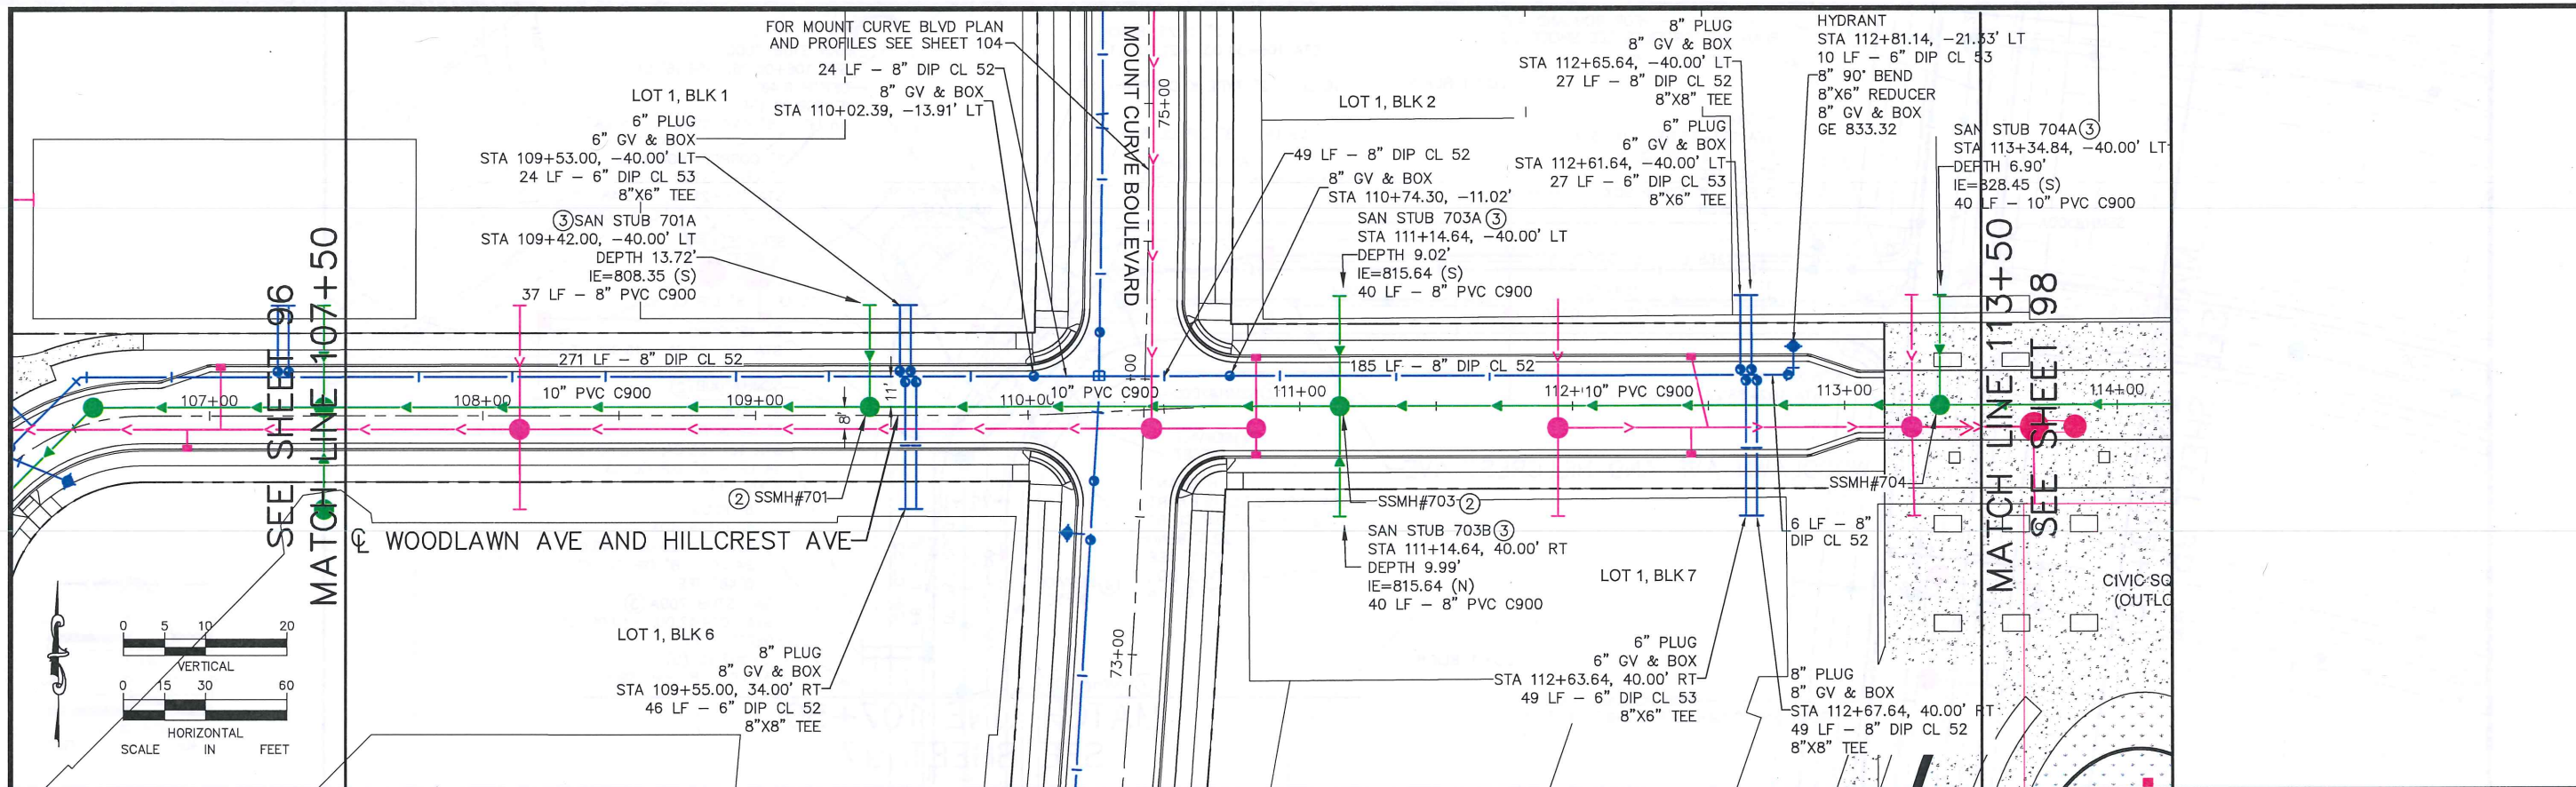 FOR MOUNT CURVE BLVD PLAN
AND PROFILES SEE SHEET 104
24 LF – 8" DIP CL 52
8" GV & BOX
STA 110+02.39, –13.91' LT
LOT 1, BLK 1
6" PLUG
6" GV & BOX
STA 109+53.00, –40.00' LT
24 LF – 6" DIP CL 53
8"X6" TEE
3 SAN STUB 701A
STA 109+42.00, –40.00' LT
DEPTH 13.72'
IE=808.35 (S)
37 LF – 8" PVC C900
MOUNT CURVE BOULEVARD
75+00
74+00
73+00
LOT 1, BLK 2
49 LF – 8" DIP CL 52
8" GV & BOX
STA 110+74.30, –11.02'
SAN STUB 703A 3
STA 111+14.64, –40.00' LT
DEPTH 9.02'
IE=815.64 (S)
40 LF – 8" PVC C900
8" PLUG
8" GV & BOX
STA 112+65.64, –40.00' LT
27 LF – 8" DIP CL 52
8"X8" TEE
6" PLUG
6" GV & BOX
STA 112+61.64, –40.00' LT
27 LF – 6" DIP CL 53
8"X6" TEE
HYDRANT
STA 112+81.14, –21.33' LT
10 LF – 6" DIP CL 53
8" 90° BEND
8"X6" REDUCER
8" GV & BOX
GE 833.32
SAN STUB 704A 3
STA 113+34.84, –40.00' LT
DEPTH 6.90'
IE=828.45 (S)
40 LF – 10" PVC C900
SEE SHEET 96
MATCH LINE 107+50
271 LF – 8" DIP CL 52
185 LF – 8" DIP CL 52
107+00
108+00
10" PVC C900
109+00
8'
11'
110+00
10" PVC C900
111+00
112+
10" PVC C900
113+00
114+00
MATCH LINE 113+50
SEE SHEET 98
2 SSMH#701
SSMH#703 2
SSMH#704
℄ WOODLAWN AVE AND HILLCREST AVE
SAN STUB 703B 3
STA 111+14.64, 40.00' RT
DEPTH 9.99'
IE=815.64 (N)
40 LF – 8" PVC C900
6 LF – 8"
DIP CL 52
LOT 1, BLK 7
CIVIC SQ
(OUTLO
LOT 1, BLK 6
8" PLUG
8" GV & BOX
STA 109+55.00, 34.00' RT
46 LF – 6" DIP CL 52
8"X8" TEE
6" PLUG
6" GV & BOX
STA 112+63.64, 40.00' RT
49 LF – 6" DIP CL 53
8"X6" TEE
8" PLUG
8" GV & BOX
STA 112+67.64, 40.00' RT
49 LF – 8" DIP CL 52
8"X8" TEE
0 5 10 20
VERTICAL
0 15 30 60
HORIZONTAL
SCALE IN FEET